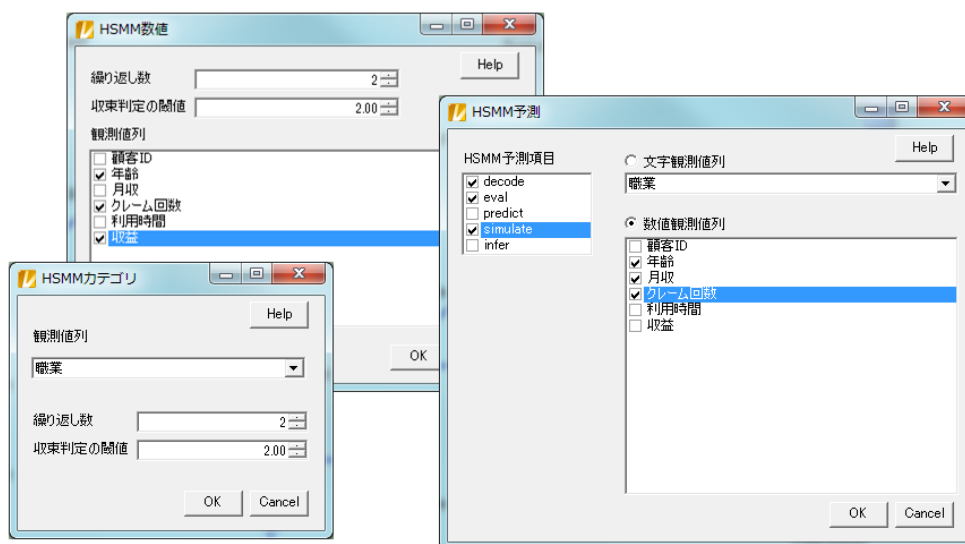 HSMM数値
Help
繰り返し数 2
収束判定の閾値 2.00
観測値列
顧客ID
年齢
月収
クレーム回数
利用時間
収益
OK
HSMM予測
Help
HSMM予測項目
decode
eval
predict
simulate
infer
文字観測値列
職業
数値観測値列
顧客ID
年齢
月収
クレーム回数
利用時間
収益
OK Cancel
HSMMカテゴリ
Help
観測値列
職業
繰り返し数 2
収束判定の閾値 2.00
OK Cancel